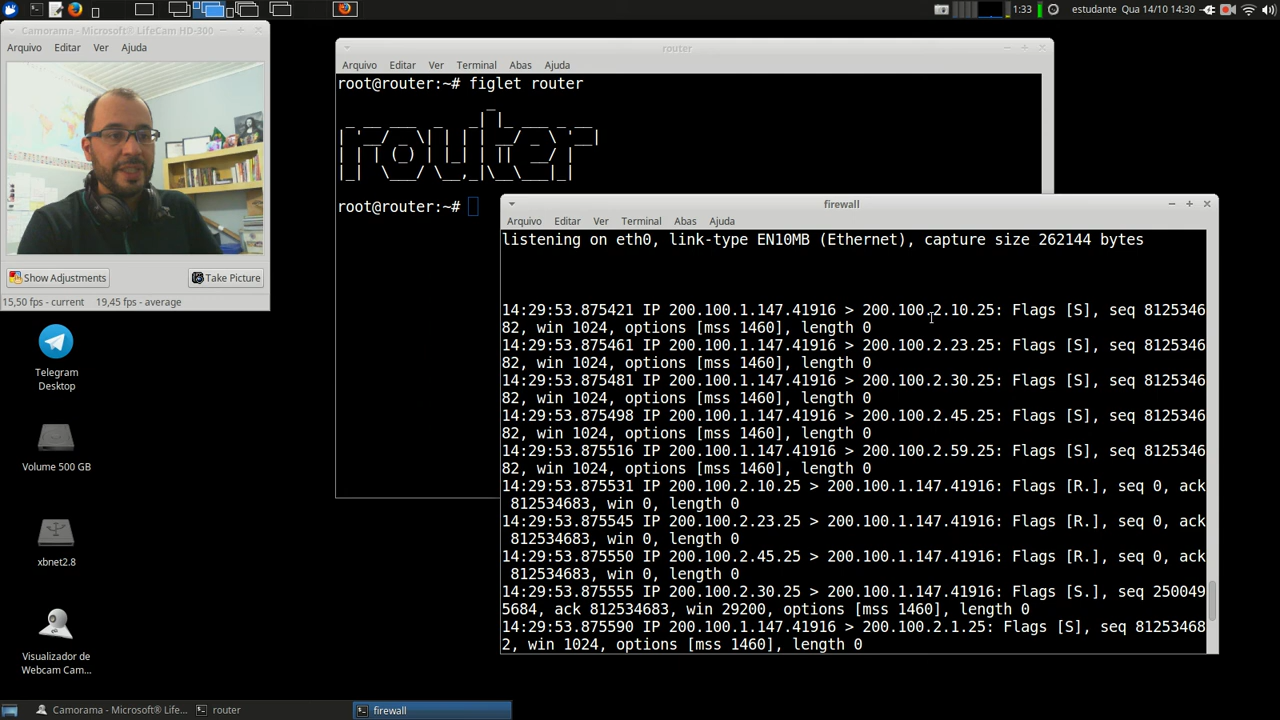 1:33
estudante
Qua 14/10 14:30
Camorama - Microsoft® LifeCam HD-300
Arquivo Editar Ver Ajuda
Show Adjustments
Take Picture
15,50 fps - current 19,45 fps - average
router
Arquivo Editar Ver Terminal Abas Ajuda
root@router:~# figlet router
router
root@router:~#
firewall
Arquivo Editar Ver Terminal Abas Ajuda
listening on eth0, link-type EN10MB (Ethernet), capture size 262144 bytes
14:29:53.875421 IP 200.100.1.147.41916 > 200.100.2.10.25: Flags [S], seq 8125346
82, win 1024, options [mss 1460], length 0
14:29:53.875461 IP 200.100.1.147.41916 > 200.100.2.23.25: Flags [S], seq 8125346
82, win 1024, options [mss 1460], length 0
14:29:53.875481 IP 200.100.1.147.41916 > 200.100.2.30.25: Flags [S], seq 8125346
82, win 1024, options [mss 1460], length 0
14:29:53.875498 IP 200.100.1.147.41916 > 200.100.2.45.25: Flags [S], seq 8125346
82, win 1024, options [mss 1460], length 0
14:29:53.875516 IP 200.100.1.147.41916 > 200.100.2.59.25: Flags [S], seq 8125346
82, win 1024, options [mss 1460], length 0
14:29:53.875531 IP 200.100.2.10.25 > 200.100.1.147.41916: Flags [R.], seq 0, ack
812534683, win 0, length 0
14:29:53.875545 IP 200.100.2.23.25 > 200.100.1.147.41916: Flags [R.], seq 0, ack
812534683, win 0, length 0
14:29:53.875550 IP 200.100.2.45.25 > 200.100.1.147.41916: Flags [R.], seq 0, ack
812534683, win 0, length 0
14:29:53.875555 IP 200.100.2.30.25 > 200.100.1.147.41916: Flags [S.], seq 250049
5684, ack 812534683, win 29200, options [mss 1460], length 0
14:29:53.875590 IP 200.100.1.147.41916 > 200.100.2.1.25: Flags [S], seq 81253468
2, win 1024, options [mss 1460], length 0
Telegram
Desktop
Volume 500 GB
xbnet2.8
Visualizador de
Webcam Cam...
Camorama - Microsoft® LifeCa...
router
firewall